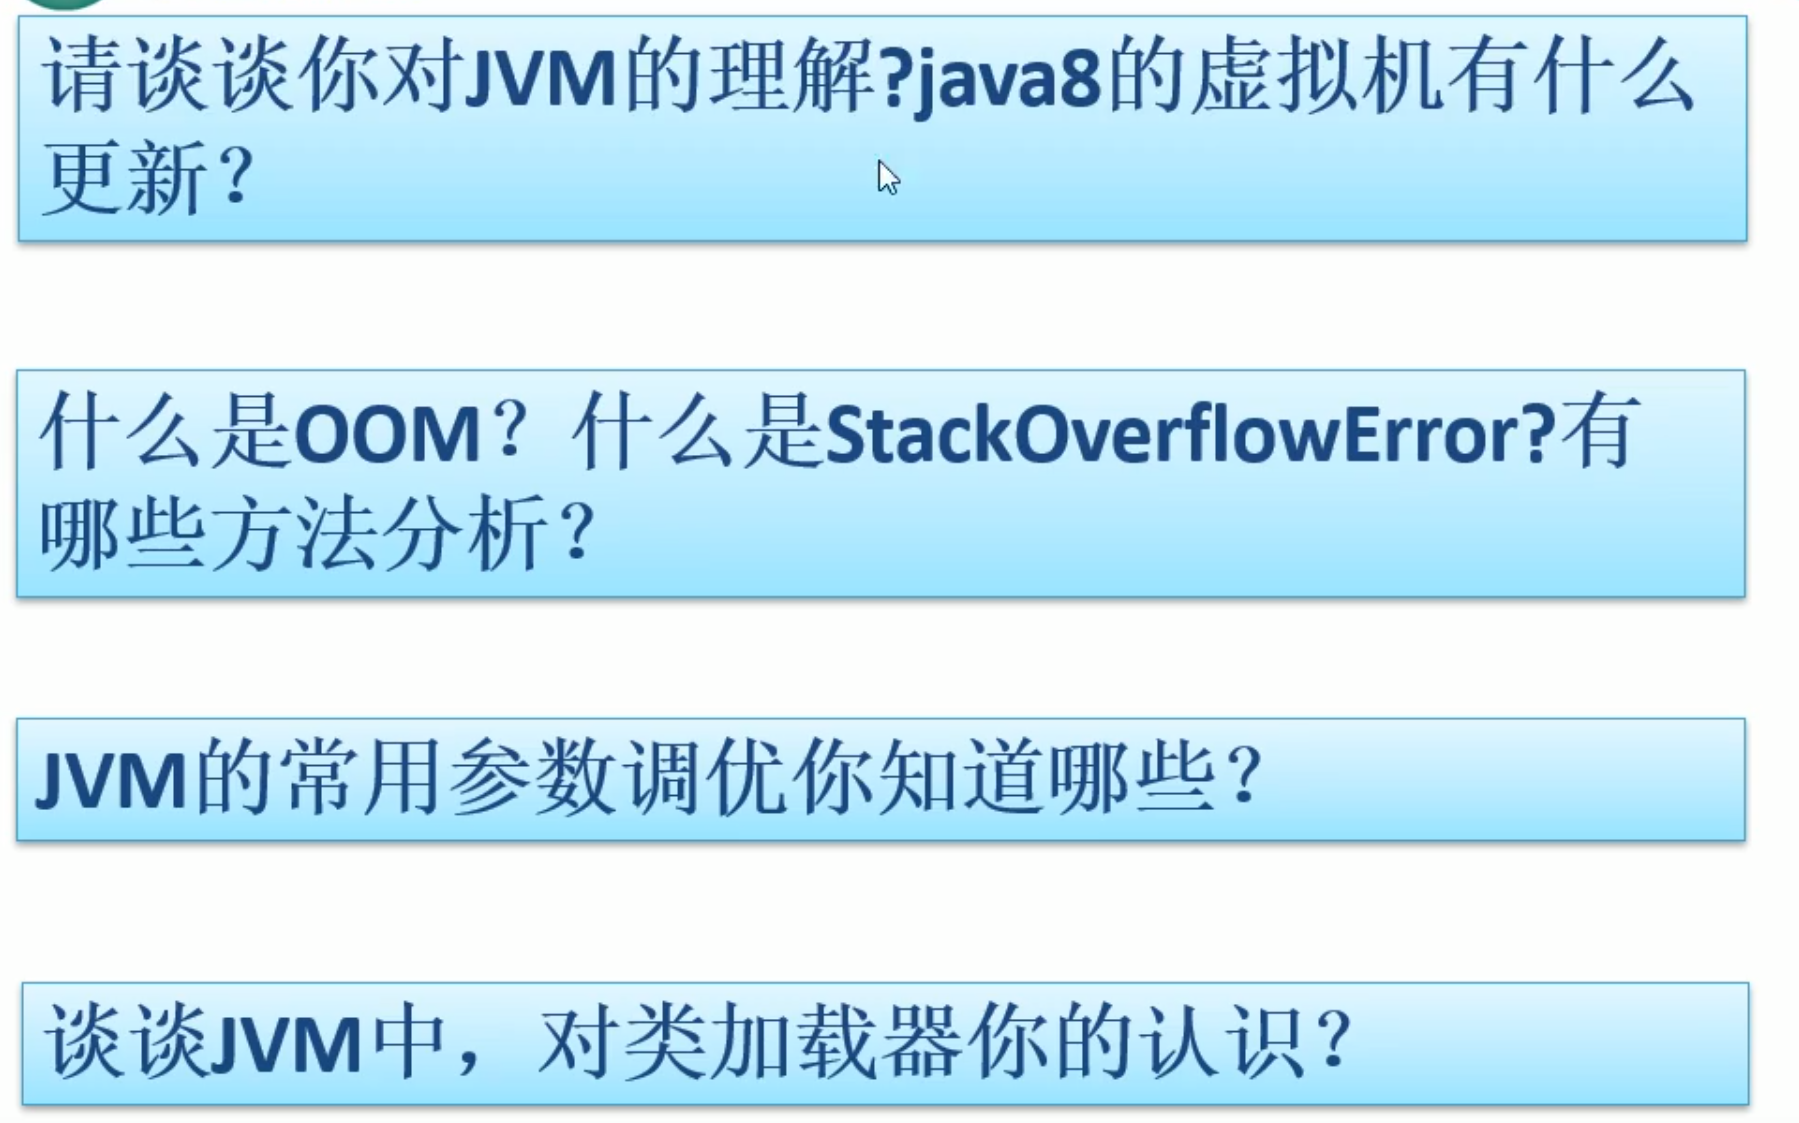 请谈谈你对JVM的理解?java8的虚拟机有什么
更新？
什么是OOM？什么是StackOverflowError?有
哪些方法分析？
JVM的常用参数调优你知道哪些？
谈谈JVM中，对类加载器你的认识？